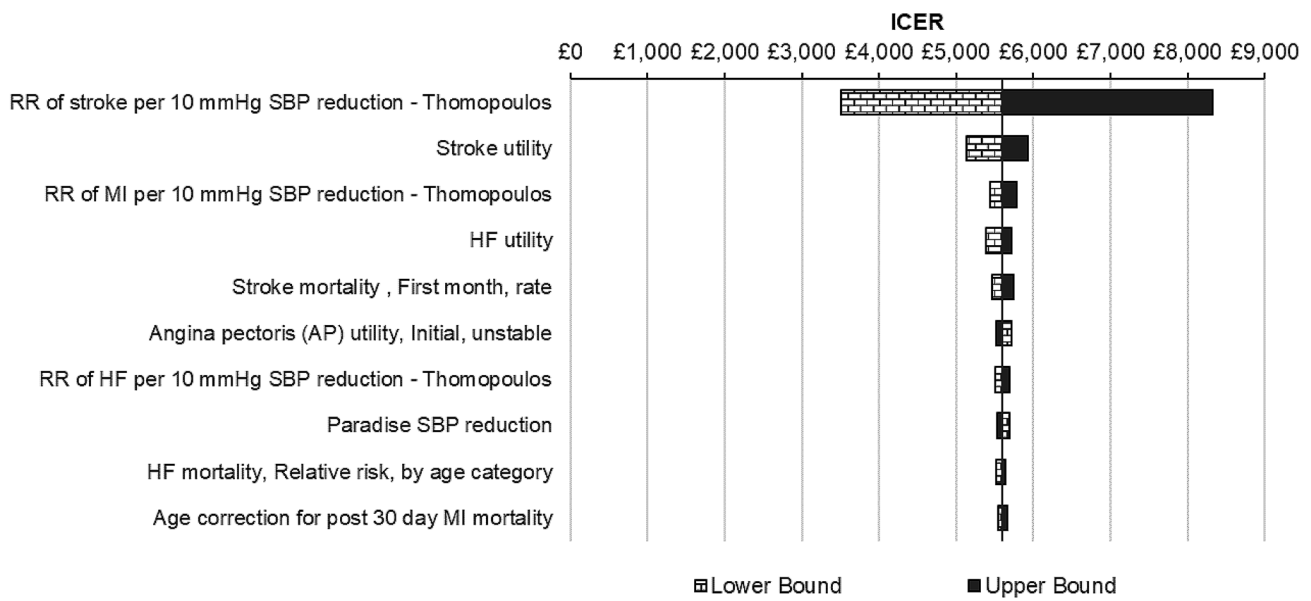 ICER
£0 £1,000 £2,000 £3,000 £4,000 £5,000 £6,000 £7,000 £8,000 £9,000
RR of stroke per 10 mmHg SBP reduction - Thomopoulos
Stroke utility
RR of MI per 10 mmHg SBP reduction - Thomopoulos
HF utility
Stroke mortality , First month, rate
Angina pectoris (AP) utility, Initial, unstable
RR of HF per 10 mmHg SBP reduction - Thomopoulos
Paradise SBP reduction
HF mortality, Relative risk, by age category
Age correction for post 30 day MI mortality
Lower Bound Upper Bound